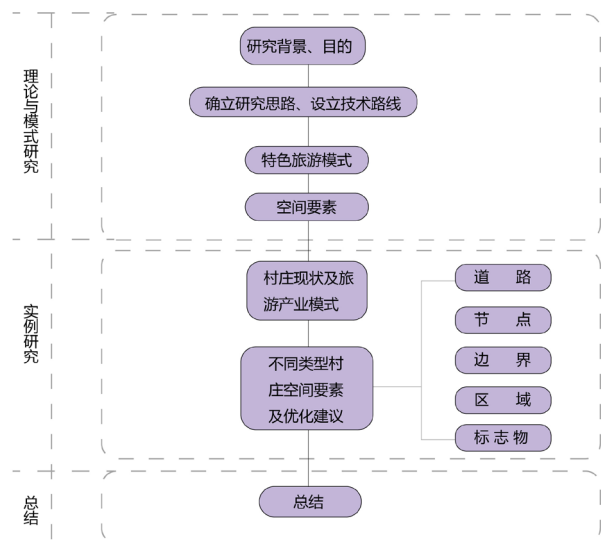 理论与模式研究
研究背景、目的
确立研究思路、设立技术路线
特色旅游模式
空间要素
实例研究
村庄现状及旅
游产业模式
不同类型村
庄空间要素
及优化建议
道 路
节 点
边 界
区 域
标 志 物
总结
总结